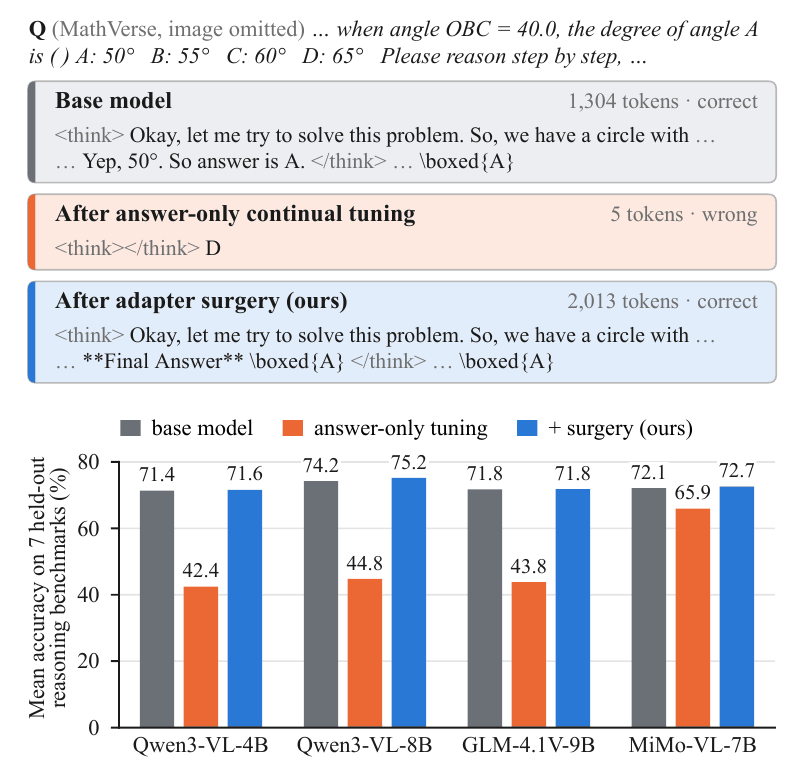 Q (MathVerse, image omitted) ... when angle OBC = 40.0, the degree of angle A
is ( ) A: 50° B: 55° C: 60° D: 65° Please reason step by step, ...
Base model 1,304 tokens · correct
<think> Okay, let me try to solve this problem. So, we have a circle with ...
... Yep, 50°. So answer is A. </think> ... \boxed{A}
After answer-only continual tuning 5 tokens · wrong
<think></think> D
After adapter surgery (ours) 2,013 tokens · correct
<think> Okay, let me try to solve this problem. So, we have a circle with ...
... **Final Answer** \boxed{A} </think> ... \boxed{A}
base model answer-only tuning + surgery (ours)
Mean accuracy on 7 held-out
reasoning benchmarks (%)
80
60
40
20
0
71.4 42.4 71.6
74.2 44.8 75.2
71.8 43.8 71.8
72.1 65.9 72.7
Qwen3-VL-4B Qwen3-VL-8B GLM-4.1V-9B MiMo-VL-7B